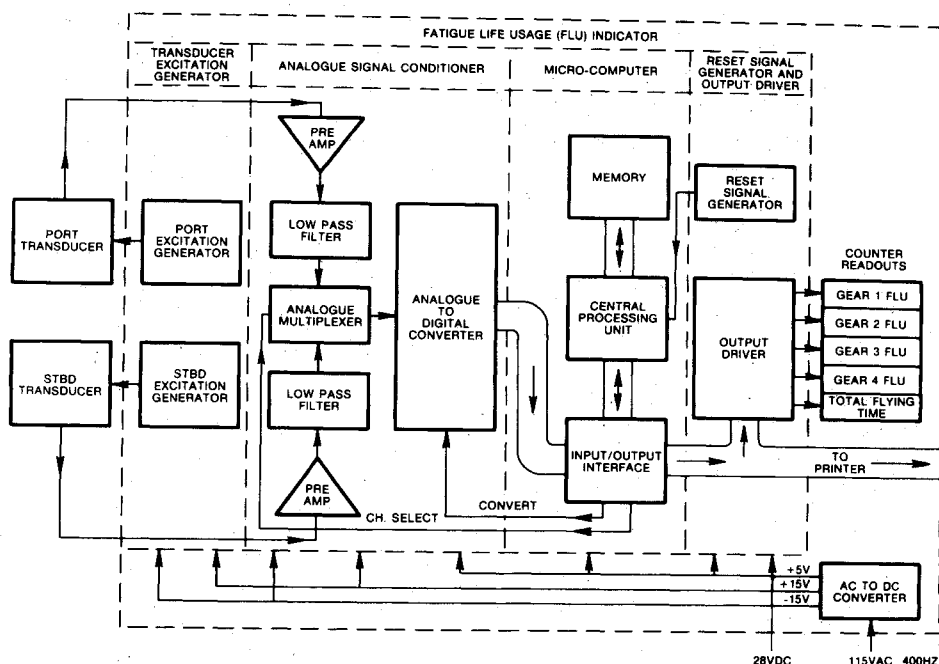 FATIGUE LIFE USAGE (FLU) INDICATOR
TRANSDUCER
EXCITATION
GENERATOR
ANALOGUE SIGNAL CONDITIONER
MICRO-COMPUTER
RESET SIGNAL
GENERATOR AND
OUTPUT DRIVER
PRE
AMP
MEMORY
RESET
SIGNAL
GENERATOR
PORT
TRANSDUCER
PORT
EXCITATION
GENERATOR
LOW PASS
FILTER
ANALOGUE
MULTIPLEXER
ANALOGUE
TO
DIGITAL
CONVERTER
CENTRAL
PROCESSING
UNIT
COUNTER
READOUTS
GEAR 1 FLU
GEAR 2 FLU
GEAR 3 FLU
GEAR 4 FLU
TOTAL FLYING
TIME
OUTPUT
DRIVER
STBD
TRANSDUCER
STBD
EXCITATION
GENERATOR
LOW PASS
FILTER
PRE
AMP
INPUT/OUTPUT
INTERFACE
TO
PRINTER
CONVERT
CH. SELECT
+5V
+15V
-15V
AC TO DC
CONVERTER
28VDC
115VAC 400HZ